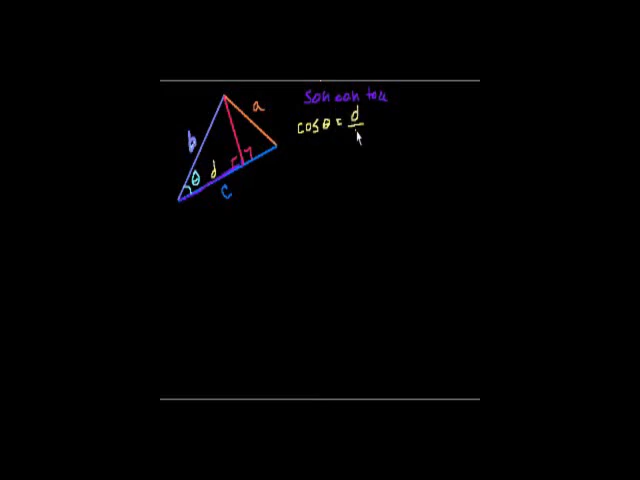 soh cah toa
cos θ = d
a
b
θ
d
c